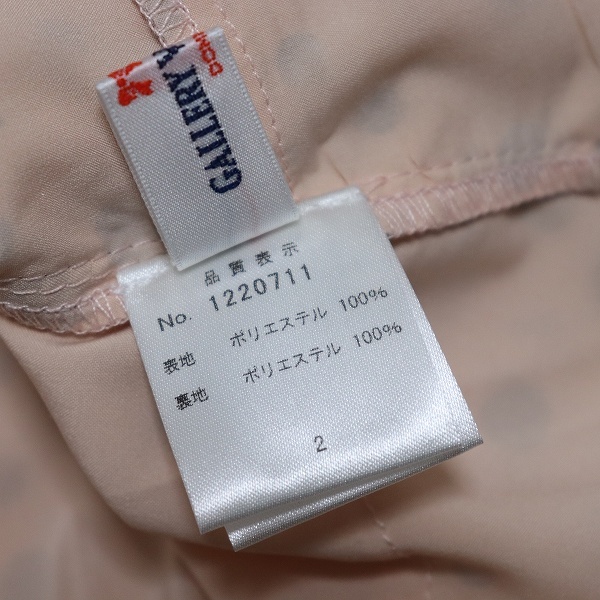 GALLERY
品質表示
No. 1220711
表地 ポリエステル 100%
裏地 ポリエステル 100%
2